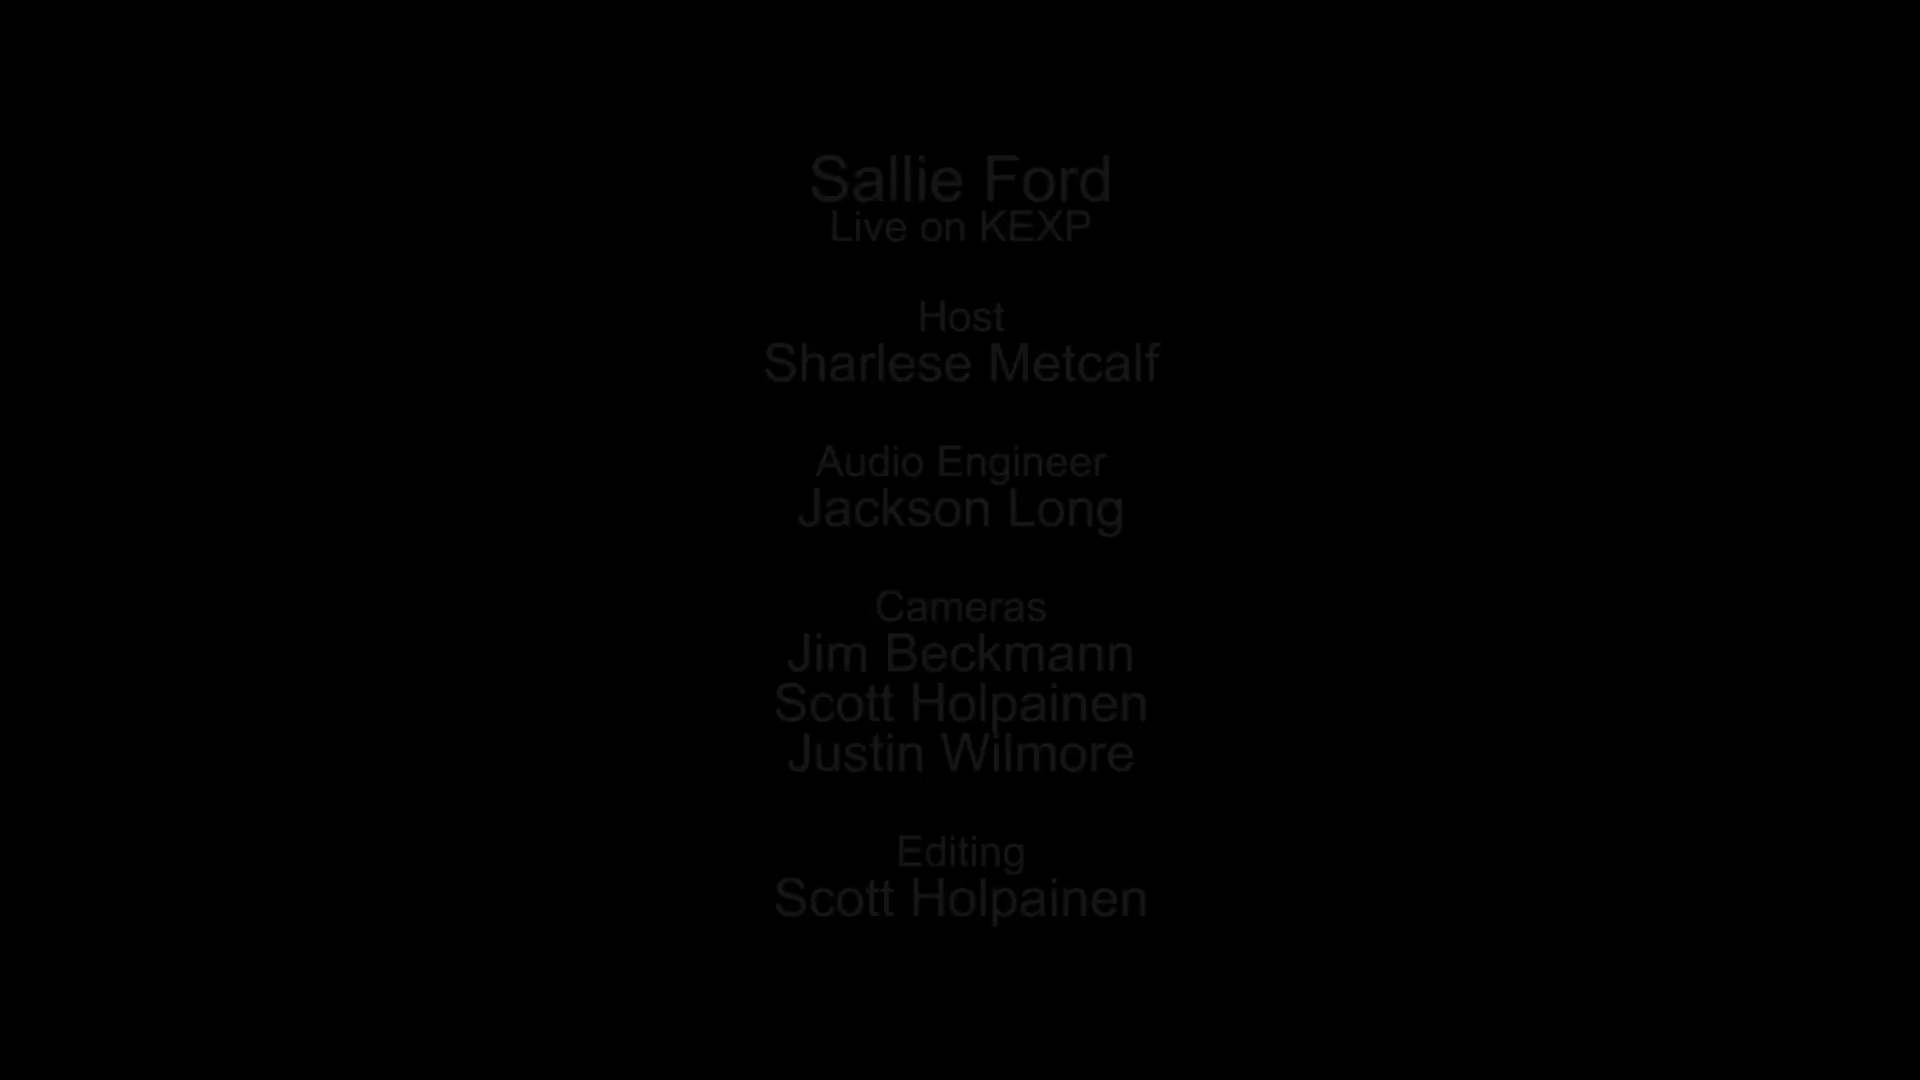 Sallie Ford
Live on KEXP
Host
Sharlese Metcalf
Audio Engineer
Jackson Long
Cameras
Jim Beckmann
Scott Holpainen
Justin Wilmore
Editing
Scott Holpainen